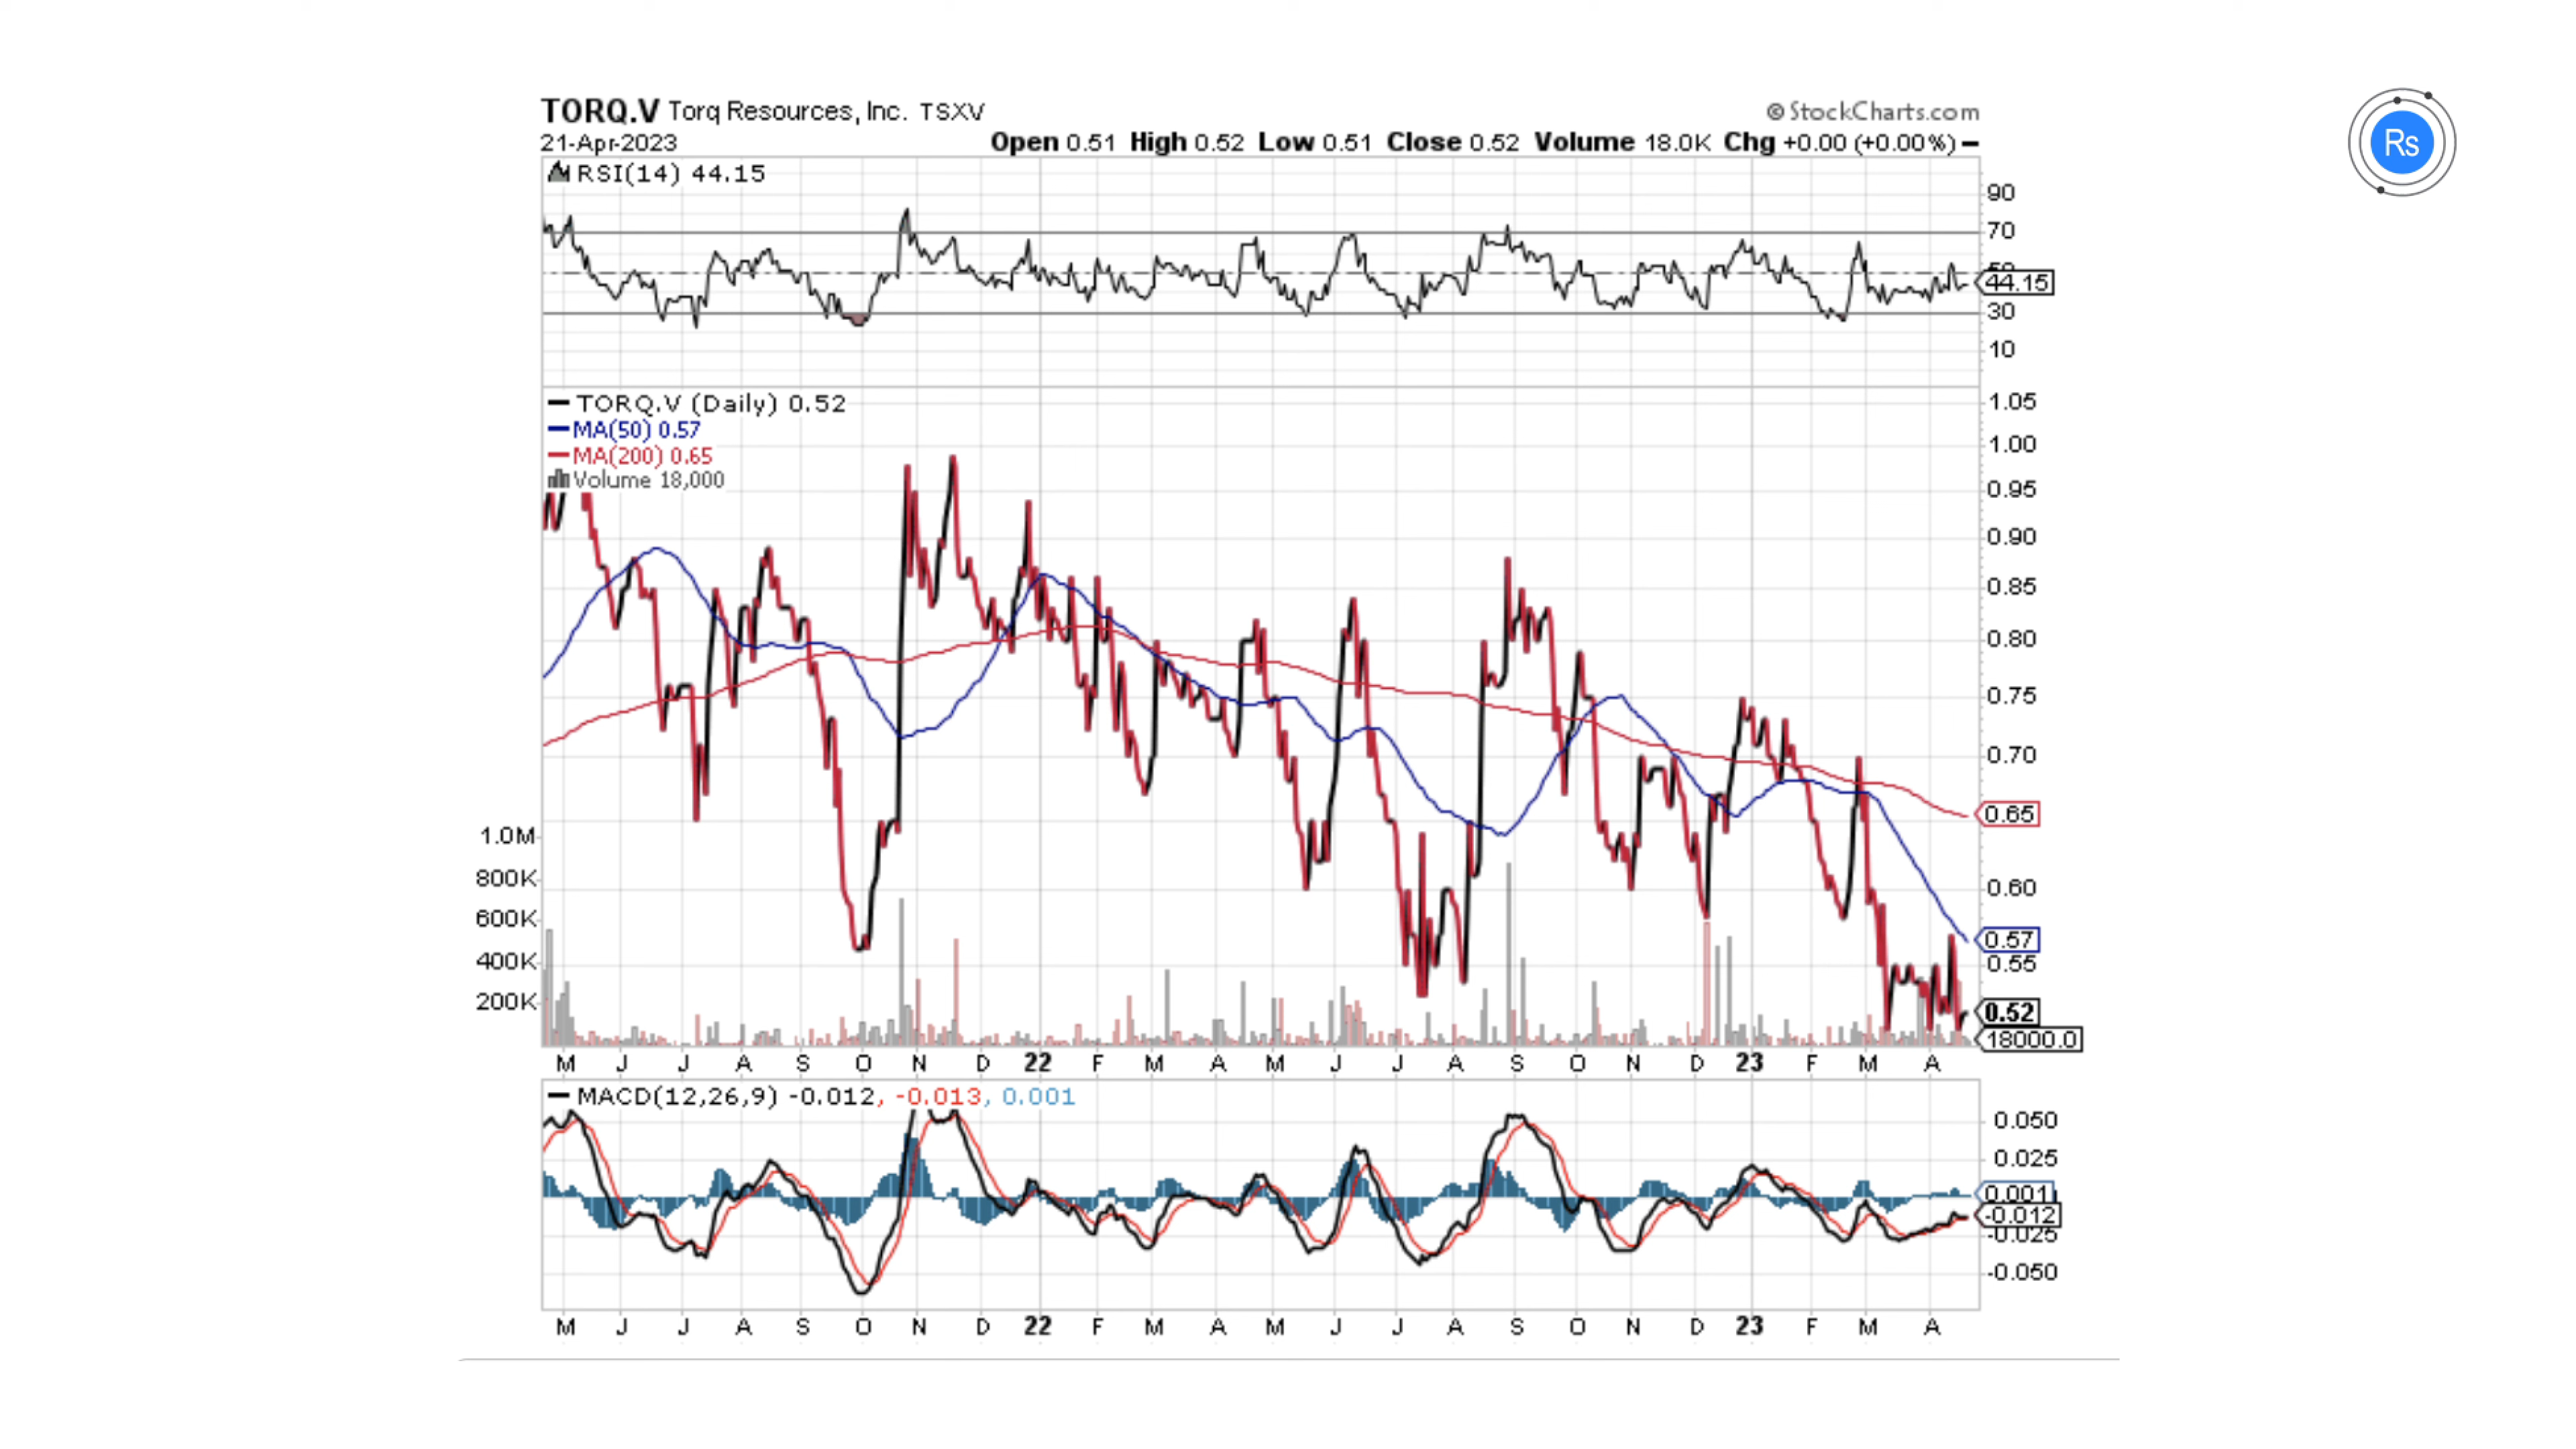 TORQ.V Torq Resources, Inc. TSXV
© StockCharts.com
Rs
21-Apr-2023
Open 0.51 High 0.52 Low 0.51 Close 0.52 Volume 18.0K Chg +0.00 (+0.00%)
RSI(14) 44.15
90
70
50
44.15
30
10
TORQ.V (Daily) 0.52
MA(50) 0.57
MA(200) 0.65
Volume 18,000
1.05
1.00
0.95
0.90
0.85
0.80
0.75
0.70
0.65
0.60
0.57
0.55
0.52
18000.0
1.0M
800K
600K
400K
200K
M J J A S O N D 22 F M A M J J A S O N D 23 F M A
MACD(12,26,9) -0.012, -0.013, 0.001
0.050
0.025
0.001
-0.012
-0.025
-0.050
M J J A S O N D 22 F M A M J J A S O N D 23 F M A